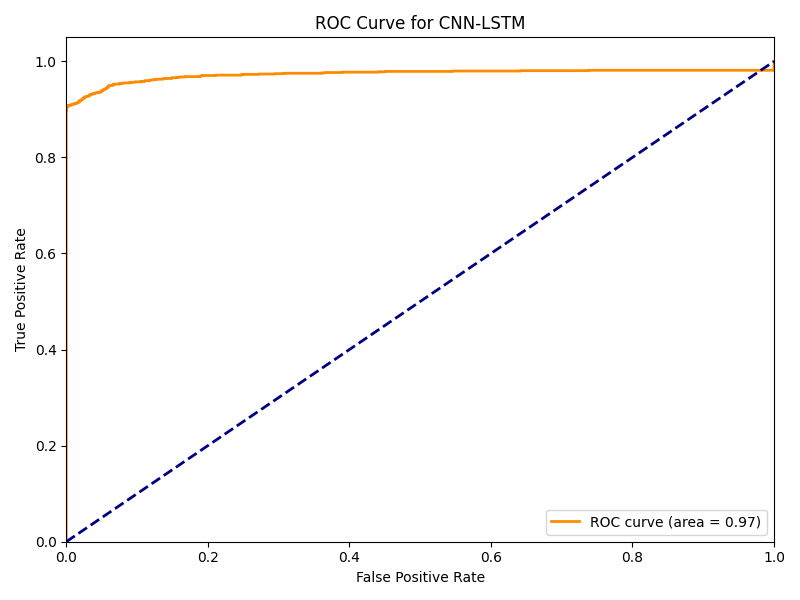 ROC Curve for CNN-LSTM
True Positive Rate
1.0
0.8
0.6
0.4
0.2
0.0
ROC curve (area = 0.97)
0.0 0.2 0.4 0.6 0.8 1.0
False Positive Rate